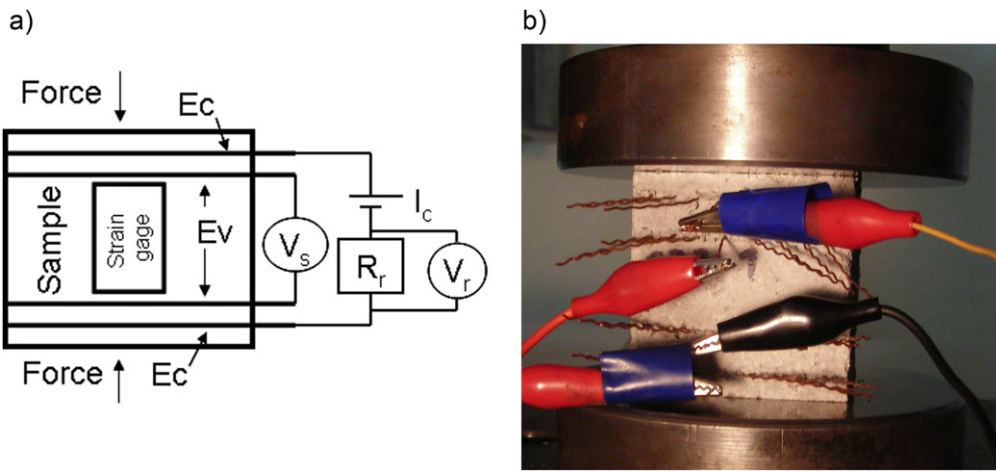 a)
b)
Force
Ec
Sample
Strain
gage
Ev
Vs
Ic
Rr
Vr
Force
Ec